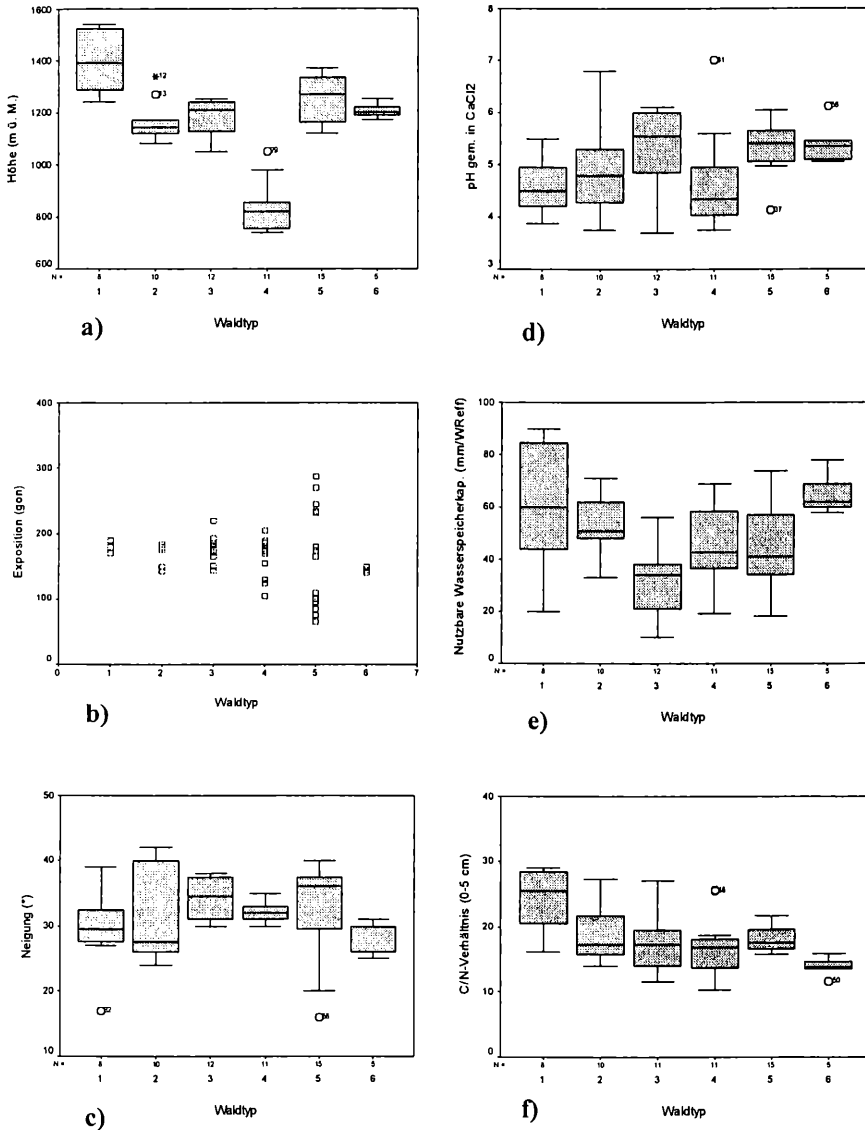 Höhe (m ü. M.)
1600
1400
1200
1000
800
600
*12
O13
O59
N =
8 10 12 11 15 5
1 2 3 4 5 6
Waldtyp
a)
pH gem. in CaCl2
8
7
6
5
4
3
O37
N =
8 10 12 11 15 5
1 2 3 4 5 6
Waldtyp
d)
Exposition (gon)
400
300
200
100
0
0 1 2 3 4 5 6 7
Waldtyp
b)
Nutzbare Wasserspeicherkap. (mm/WReff)
100
80
60
40
20
0
N =
8 10 12 11 15 5
1 2 3 4 5 6
Waldtyp
e)
Neigung (°)
50
40
30
20
10
N =
8 10 12 11 15 5
1 2 3 4 5 6
Waldtyp
c)
C/N-Verhältnis (0-5 cm)
40
30
20
10
0
N =
8 10 11 11 15 5
1 2 3 4 5 6
Waldtyp
f)